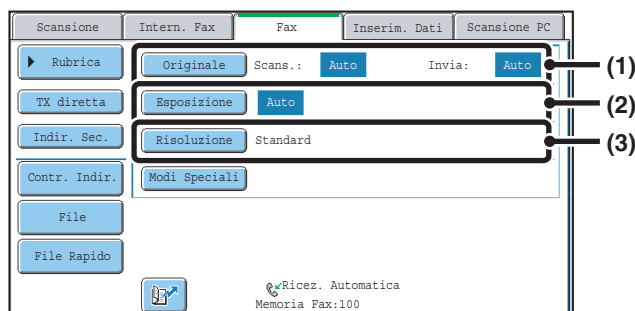 Scansione Intern. Fax Fax Inserim. Dati Scansione PC
Rubrica Originale Scans.: Auto Invia: Auto (1)
TX diretta Esposizione Auto (2)
Indir. Sec. Risoluzione Standard (3)
Contr. Indir. Modi Speciali
File
File Rapido
Ricez. Automatica
Memoria Fax:100